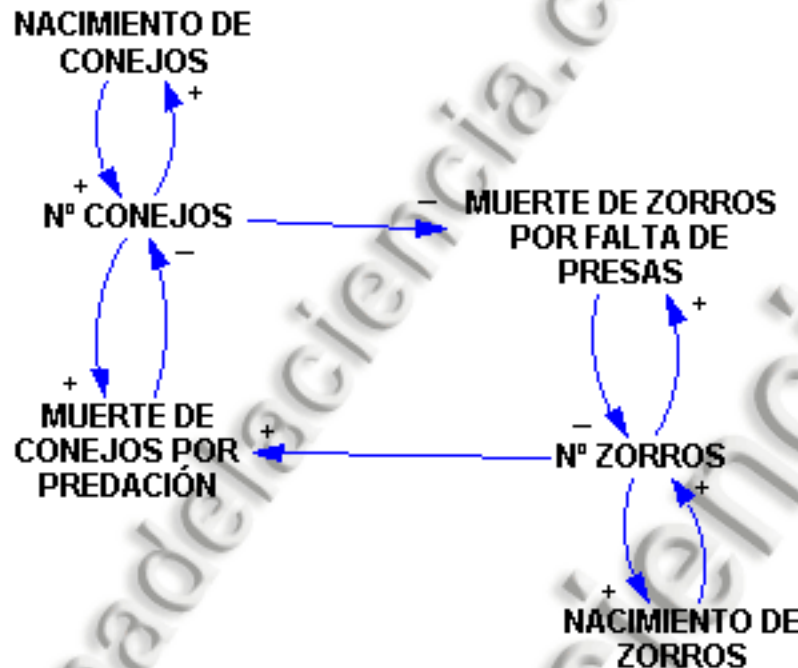 NACIMIENTO DE
CONEJOS
+
+
Nº CONEJOS
–
MUERTE DE ZORROS
POR FALTA DE
PRESAS
–
+
+
MUERTE DE
CONEJOS POR
PREDACIÓN
+
–
Nº ZORROS
+
+
NACIMIENTO DE
ZORROS